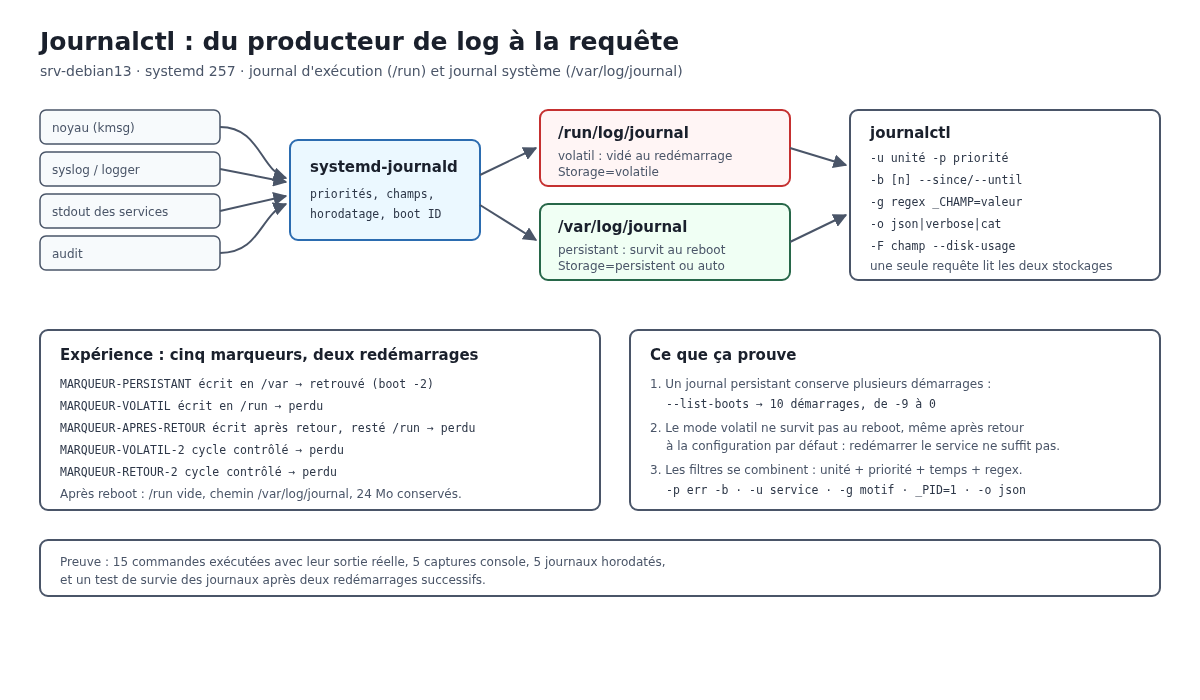 Journalctl : du producteur de log à la requête
srv-debian13 · systemd 257 · journal d'exécution (/run) et journal système (/var/log/journal)
noyau (kmsg)
syslog / logger
stdout des services
audit
systemd-journald
priorités, champs,
horodatage, boot ID
/run/log/journal
volatil : vidé au redémarrage
Storage=volatile
/var/log/journal
persistant : survit au reboot
Storage=persistent ou auto
journalctl
-u unité -p priorité
-b [n] --since/--until
-g regex _CHAMP=valeur
-o json|verbose|cat
-F champ --disk-usage
une seule requête lit les deux stockages
Expérience : cinq marqueurs, deux redémarrages
MARQUEUR-PERSISTANT écrit en /var → retrouvé (boot -2)
MARQUEUR-VOLATIL écrit en /run → perdu
MARQUEUR-APRES-RETOUR écrit après retour, resté /run → perdu
MARQUEUR-VOLATIL-2 cycle contrôlé → perdu
MARQUEUR-RETOUR-2 cycle contrôlé → perdu
Après reboot : /run vide, chemin /var/log/journal, 24 Mo conservés.
Ce que ça prouve
1. Un journal persistant conserve plusieurs démarrages :
--list-boots → 10 démarrages, de -9 à 0
2. Le mode volatil ne survit pas au reboot, même après retour
à la configuration par défaut : redémarrer le service ne suffit pas.
3. Les filtres se combinent : unité + priorité + temps + regex.
-p err -b · -u service · -g motif · _PID=1 · -o json
Preuve : 15 commandes exécutées avec leur sortie réelle, 5 captures console, 5 journaux horodatés,
et un test de survie des journaux après deux redémarrages successifs.